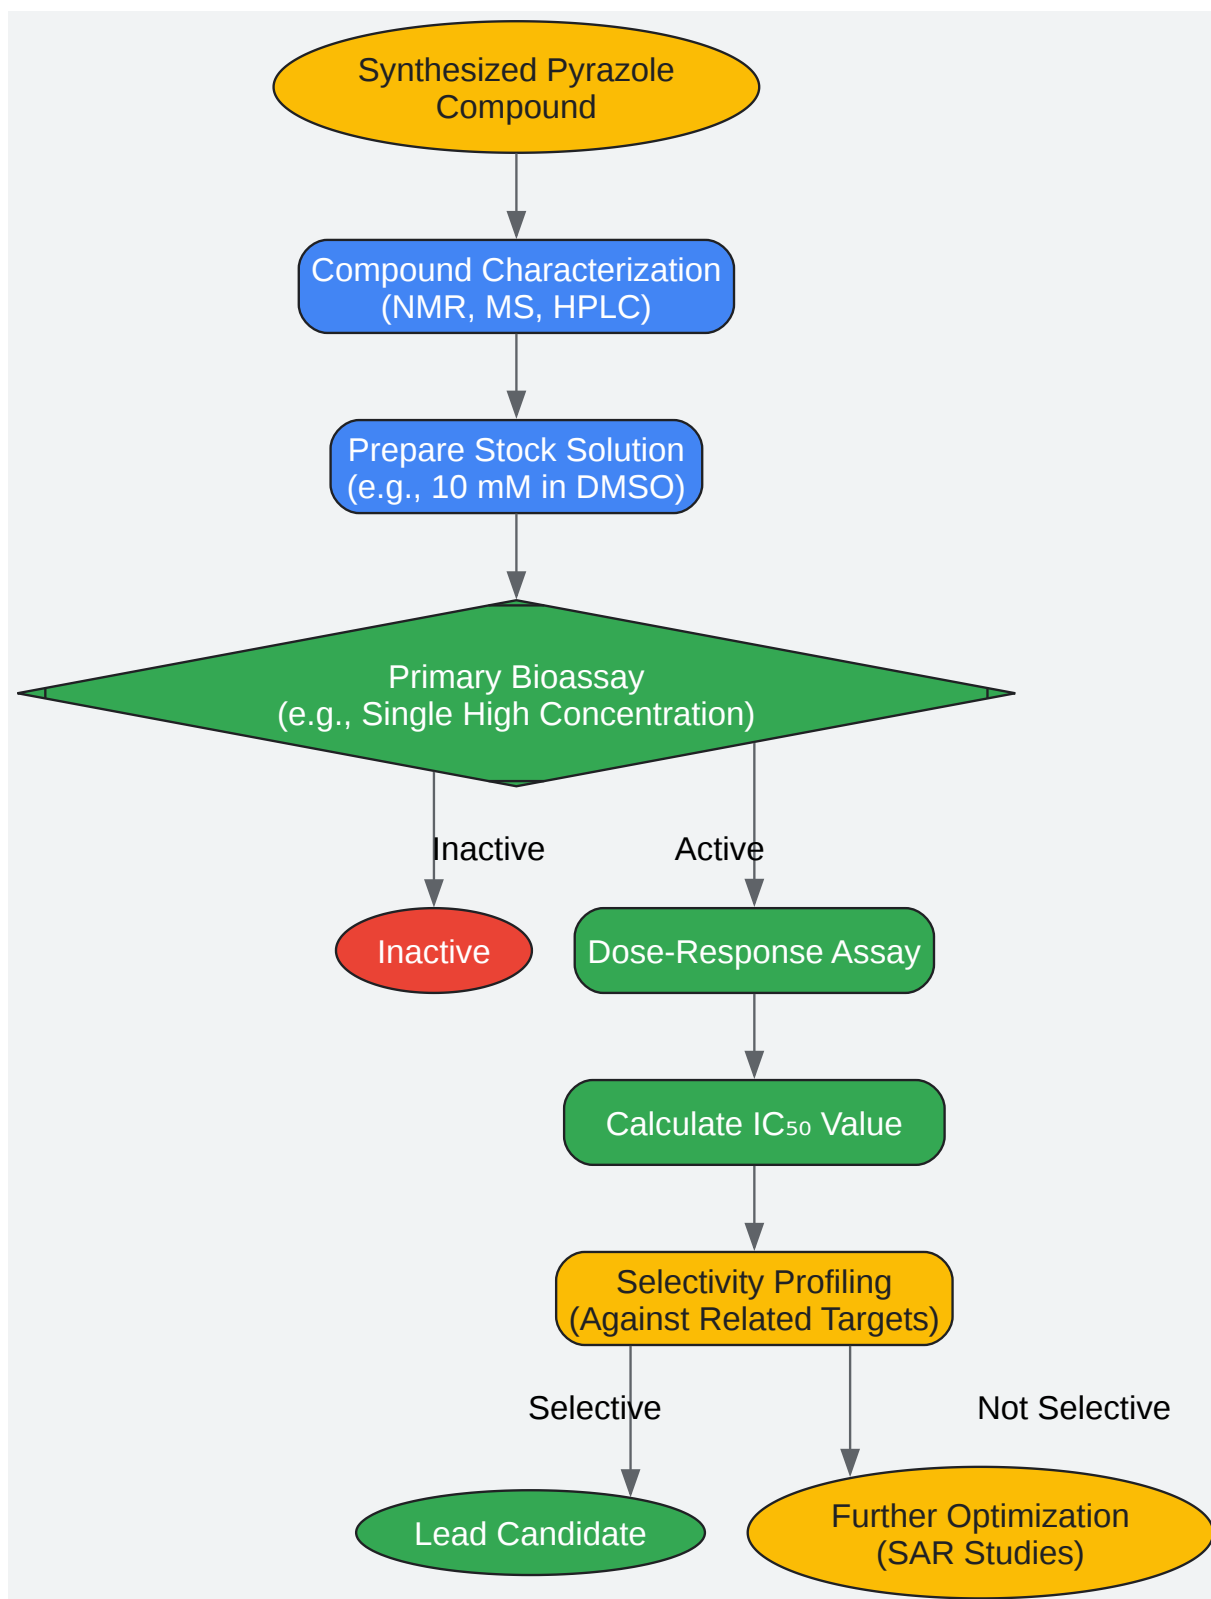 Synthesized Pyrazole
Compound
Compound Characterization
(NMR, MS, HPLC)
Prepare Stock Solution
(e.g., 10 mM in DMSO)
Primary Bioassay
(e.g., Single High Concentration)
Inactive
Active
Inactive
Dose-Response Assay
Calculate IC₅₀ Value
Selectivity Profiling
(Against Related Targets)
Selective
Not Selective
Lead Candidate
Further Optimization
(SAR Studies)